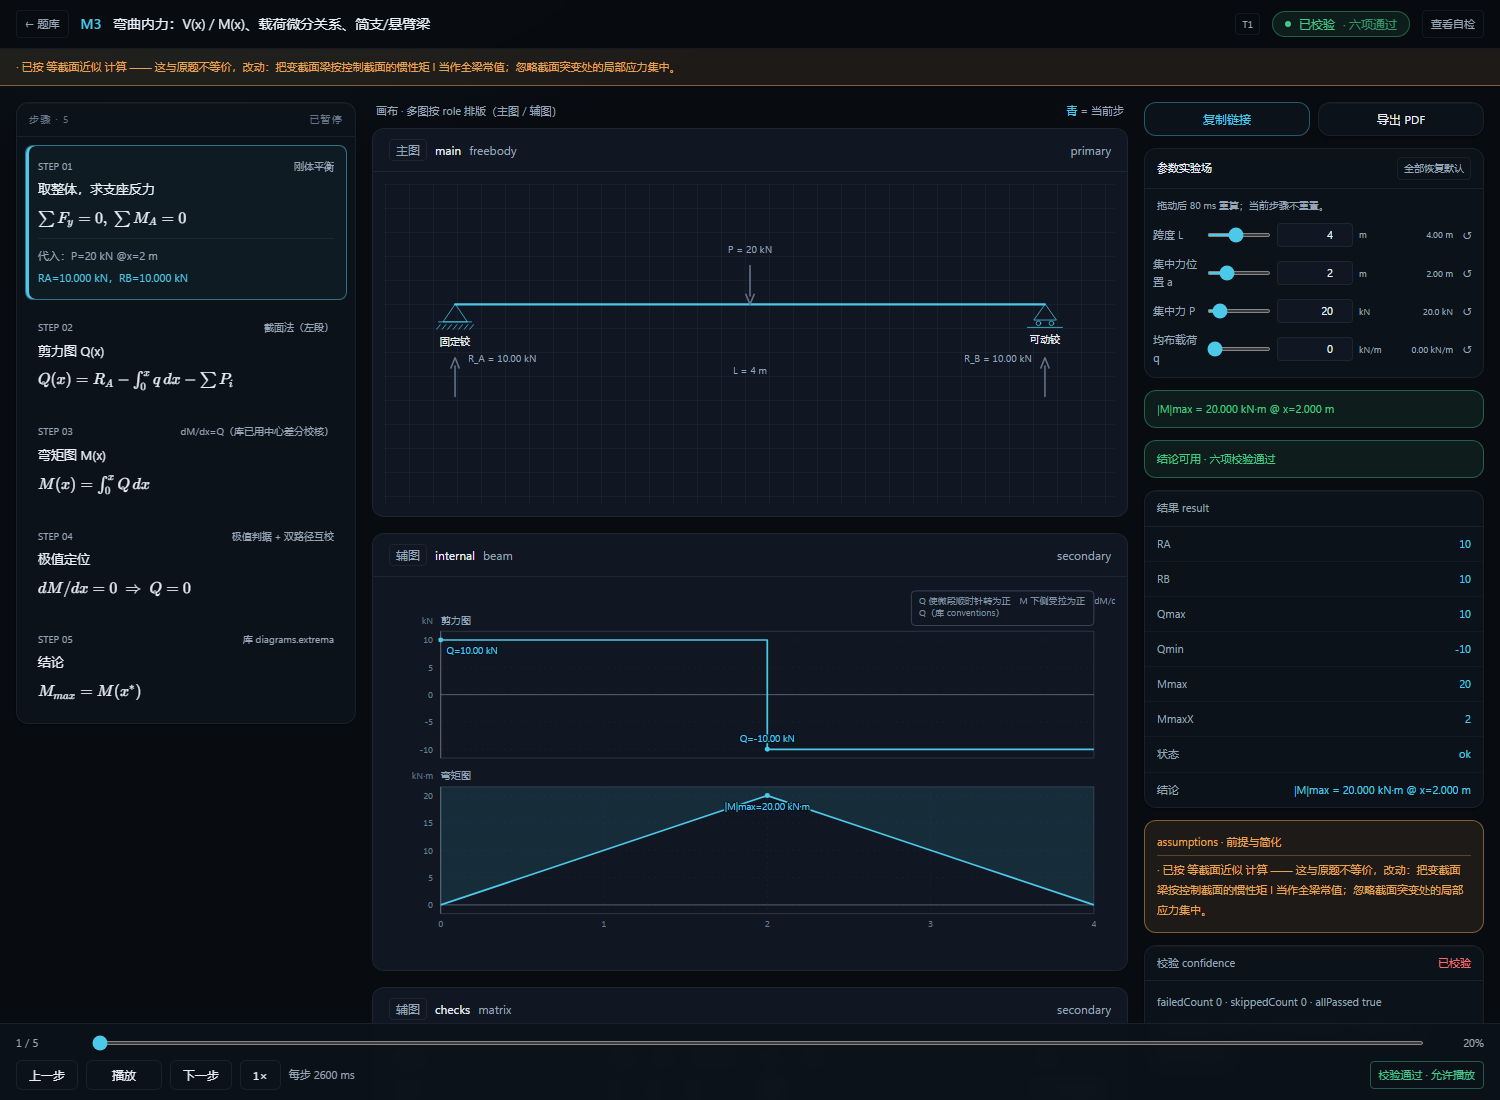 ← 题库 M3 弯曲内力：V(x) / M(x)、载荷微分关系、简支/悬臂梁 T1 已校验 · 六项通过 查看自检
· 已按 等截面近似 计算 —— 这与原题不等价，改动：把变截面梁按控制截面的惯性矩 I 当作全梁常值；忽略截面突变处的局部应力集中。
步骤 · 5 已暂停
STEP 01 刚体平衡
取整体，求支座反力
∑ F_y = 0, ∑ M_A = 0
代入：P=20 kN @x=2 m
RA=10.000 kN，RB=10.000 kN
STEP 02 截面法（左段）
剪力图 Q(x)
Q(x) = R_A − ∫_0^x q dx − ∑ P_i
STEP 03 dM/dx=Q（库已用中心差分校核）
弯矩图 M(x)
M(x) = ∫_0^x Q dx
STEP 04 极值判据 + 双路径互校
极值定位
dM/dx = 0 ⇒ Q = 0
STEP 05 库 diagrams.extrema
结论
M_max = M(x*)
画布 · 多图按 role 排版（主图 / 辅图） 青 = 当前步
主图 main freebody primary
P = 20 kN
固定铰 可动铰
R_A = 10.00 kN R_B = 10.00 kN
L = 4 m
辅图 internal beam secondary
Q 使微段顺时针转为正 M 下侧受拉为正 dM/d
Q（库 conventions）
kN 剪力图
10
5
0
-5
-10
Q=10.00 kN
Q=-10.00 kN
kN·m 弯矩图
20
15
10
5
0
|M|max=20.00 kN·m
0 1 2 3 4
辅图 checks matrix secondary
复制链接 导出 PDF
参数实验场 全部恢复默认
拖动后 80 ms 重算；当前步骤不重置。
跨度 L 4 m 4.00 m ↺
集中力位置 a 2 m 2.00 m ↺
集中力 P 20 kN 20.0 kN ↺
均布载荷 q 0 kN/m 0.00 kN/m ↺
|M|max = 20.000 kN·m @ x=2.000 m
结论可用 · 六项校验通过
结果 result
RA 10
RB 10
Qmax 10
Qmin -10
Mmax 20
MmaxX 2
状态 ok
结论 |M|max = 20.000 kN·m @ x=2.000 m
assumptions · 前提与简化
· 已按 等截面近似 计算 —— 这与原题不等价，改动：把变截面
梁按控制截面的惯性矩 I 当作全梁常值；忽略截面突变处的局部
应力集中。
校验 confidence 已校验
failedCount 0 · skippedCount 0 · allPassed true
1 / 5 20%
上一步 播放 下一步 1× 每步 2600 ms 校验通过 · 允许播放